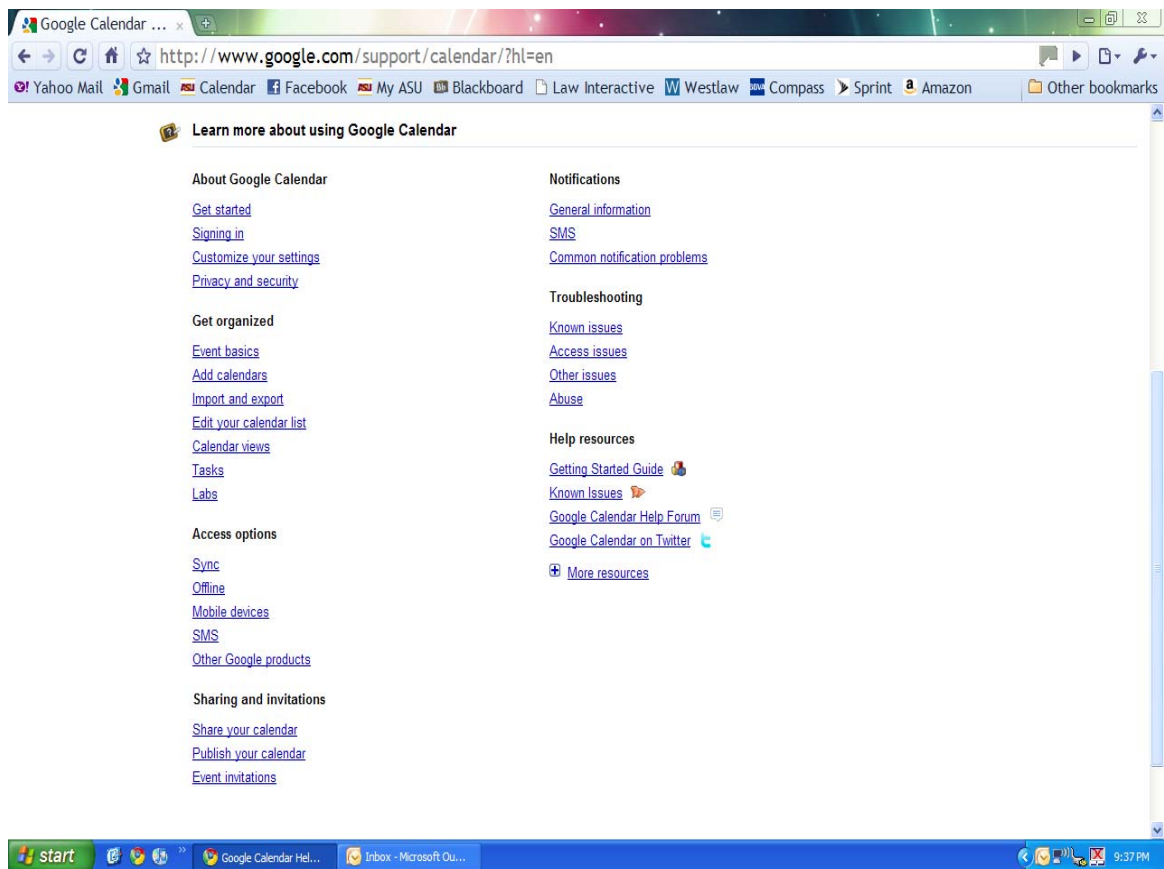 Google Calendar ...
http://www.google.com/support/calendar/?hl=en
Yahoo Mail Gmail Calendar Facebook My ASU Blackboard Law Interactive Westlaw Compass Sprint Amazon Other bookmarks
Learn more about using Google Calendar
About Google Calendar
Get started
Signing in
Customize your settings
Privacy and security
Get organized
Event basics
Add calendars
Import and export
Edit your calendar list
Calendar views
Tasks
Labs
Access options
Sync
Offline
Mobile devices
SMS
Other Google products
Sharing and invitations
Share your calendar
Publish your calendar
Event invitations
Notifications
General information
SMS
Common notification problems
Troubleshooting
Known issues
Access issues
Other issues
Abuse
Help resources
Getting Started Guide
Known Issues
Google Calendar Help Forum
Google Calendar on Twitter
More resources
start Google Calendar Hel... Inbox - Microsoft Ou... 9:37 PM